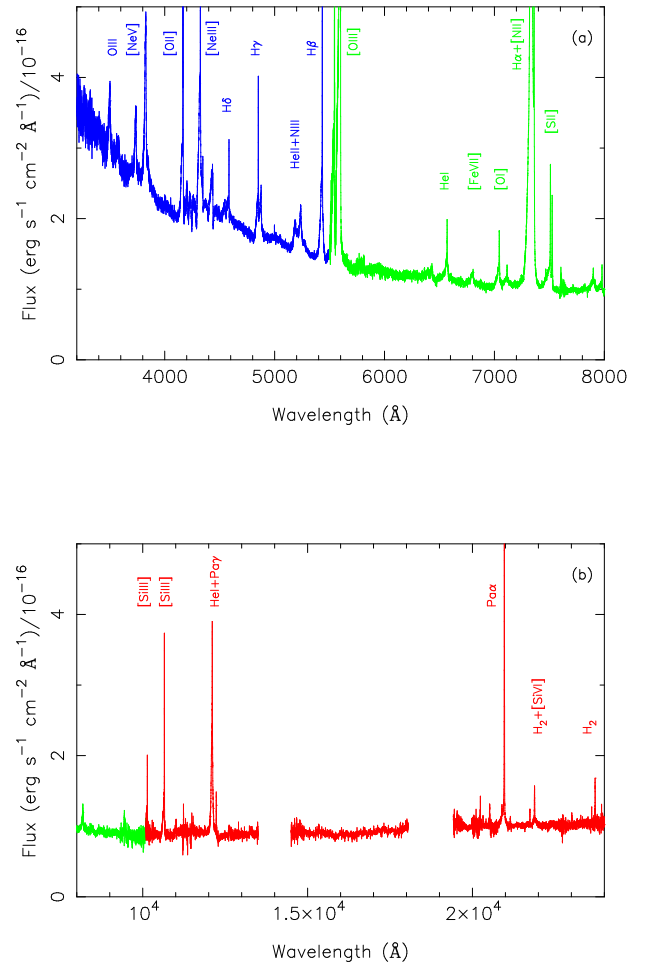 OIII [NeV] [OII] [NeIII] Hδ Hγ HeII+NIII Hβ [OIII] HeI [FeVII] [OI] Hα+[NII] [SII] (a)
4
2
0
Flux (erg s⁻¹ cm⁻² Å⁻¹)/10⁻¹⁶
4000 5000 6000 7000 8000
Wavelength (Å)
[SiIII] [SiIII] HeI+Paγ Paα H₂+[SiVI] H₂ (b)
4
2
0
Flux (erg s⁻¹ cm⁻² Å⁻¹)/10⁻¹⁶
10⁴ 1.5×10⁴ 2×10⁴
Wavelength (Å)